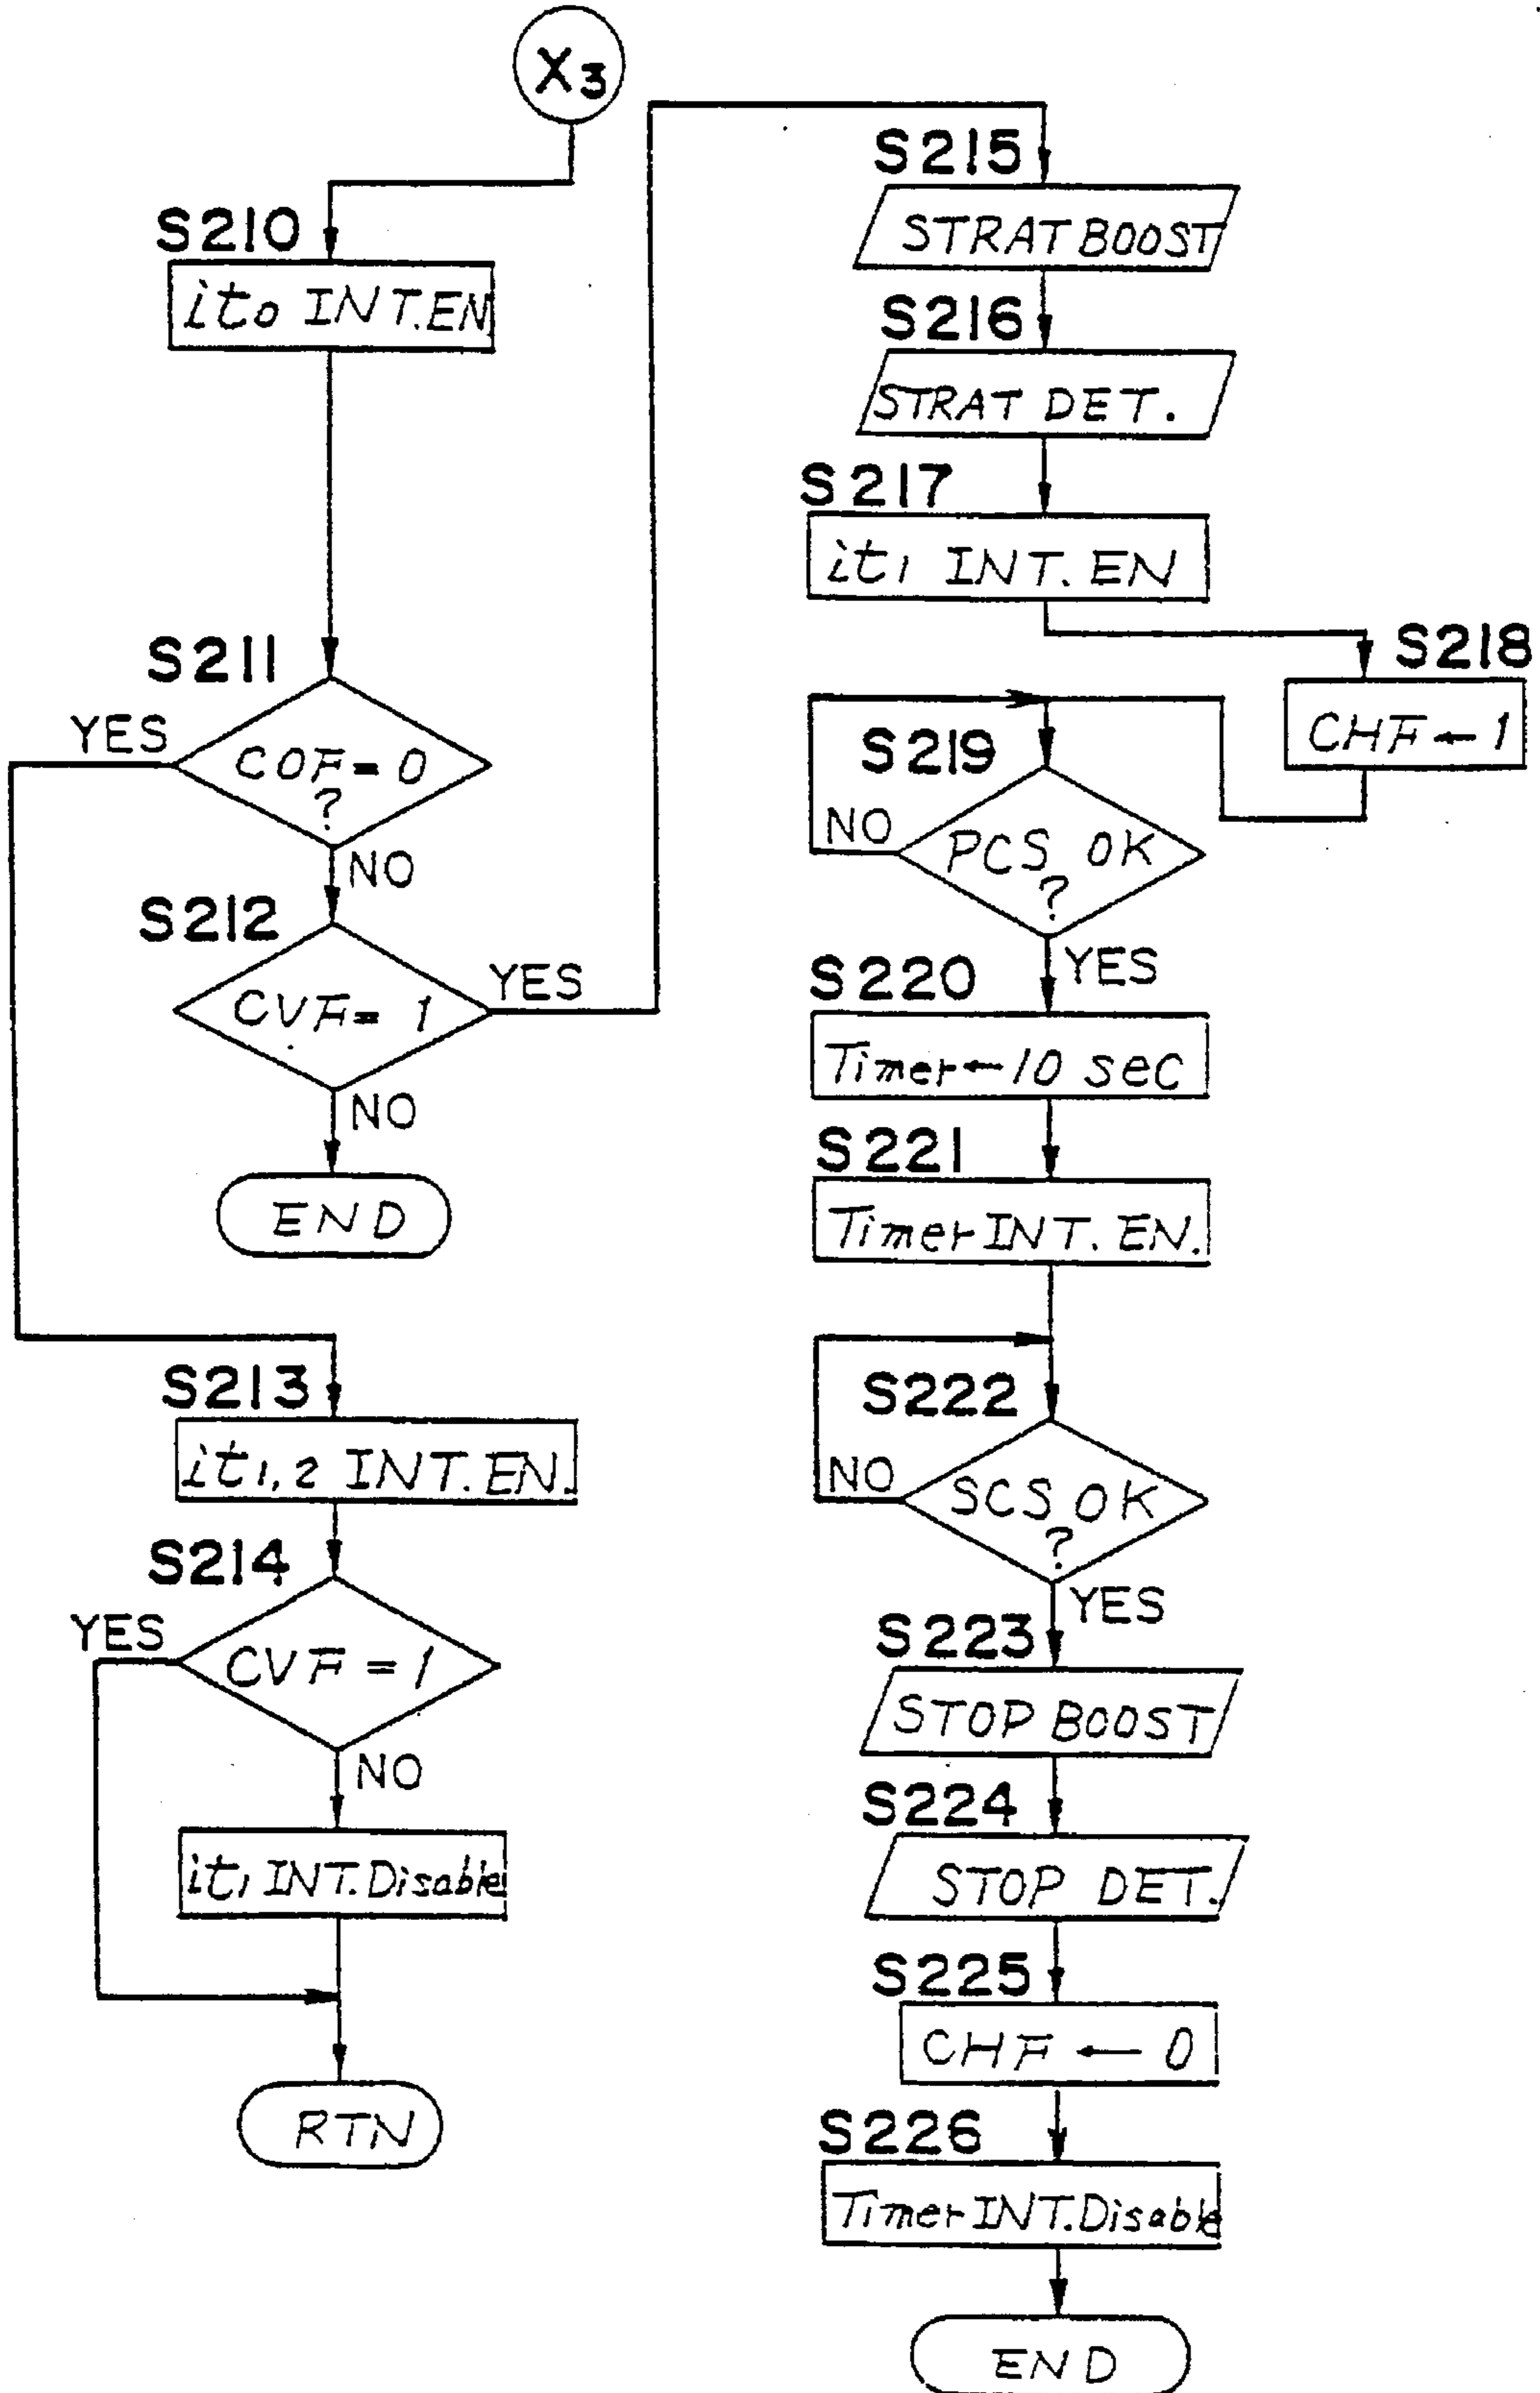 X3
S210
it0 INT.EN
S211
YES
COF=0
?
NO
S212
YES
CVF=1
NO
END
S213
it1,2 INT.EN.
S214
YES
CVF=1
NO
it1 INT.Disable
RTN
S215
STRAT BOOST
S216
STRAT DET.
S217
it1 INT.EN
S218
CHF←1
S219
NO
PCS OK
?
YES
S220
Timer←10 sec
S221
Timer INT. EN.
S222
NO
SCS OK
?
YES
S223
STOP BOOST
S224
STOP DET.
S225
CHF←0
S226
Timer INT.Disable
END